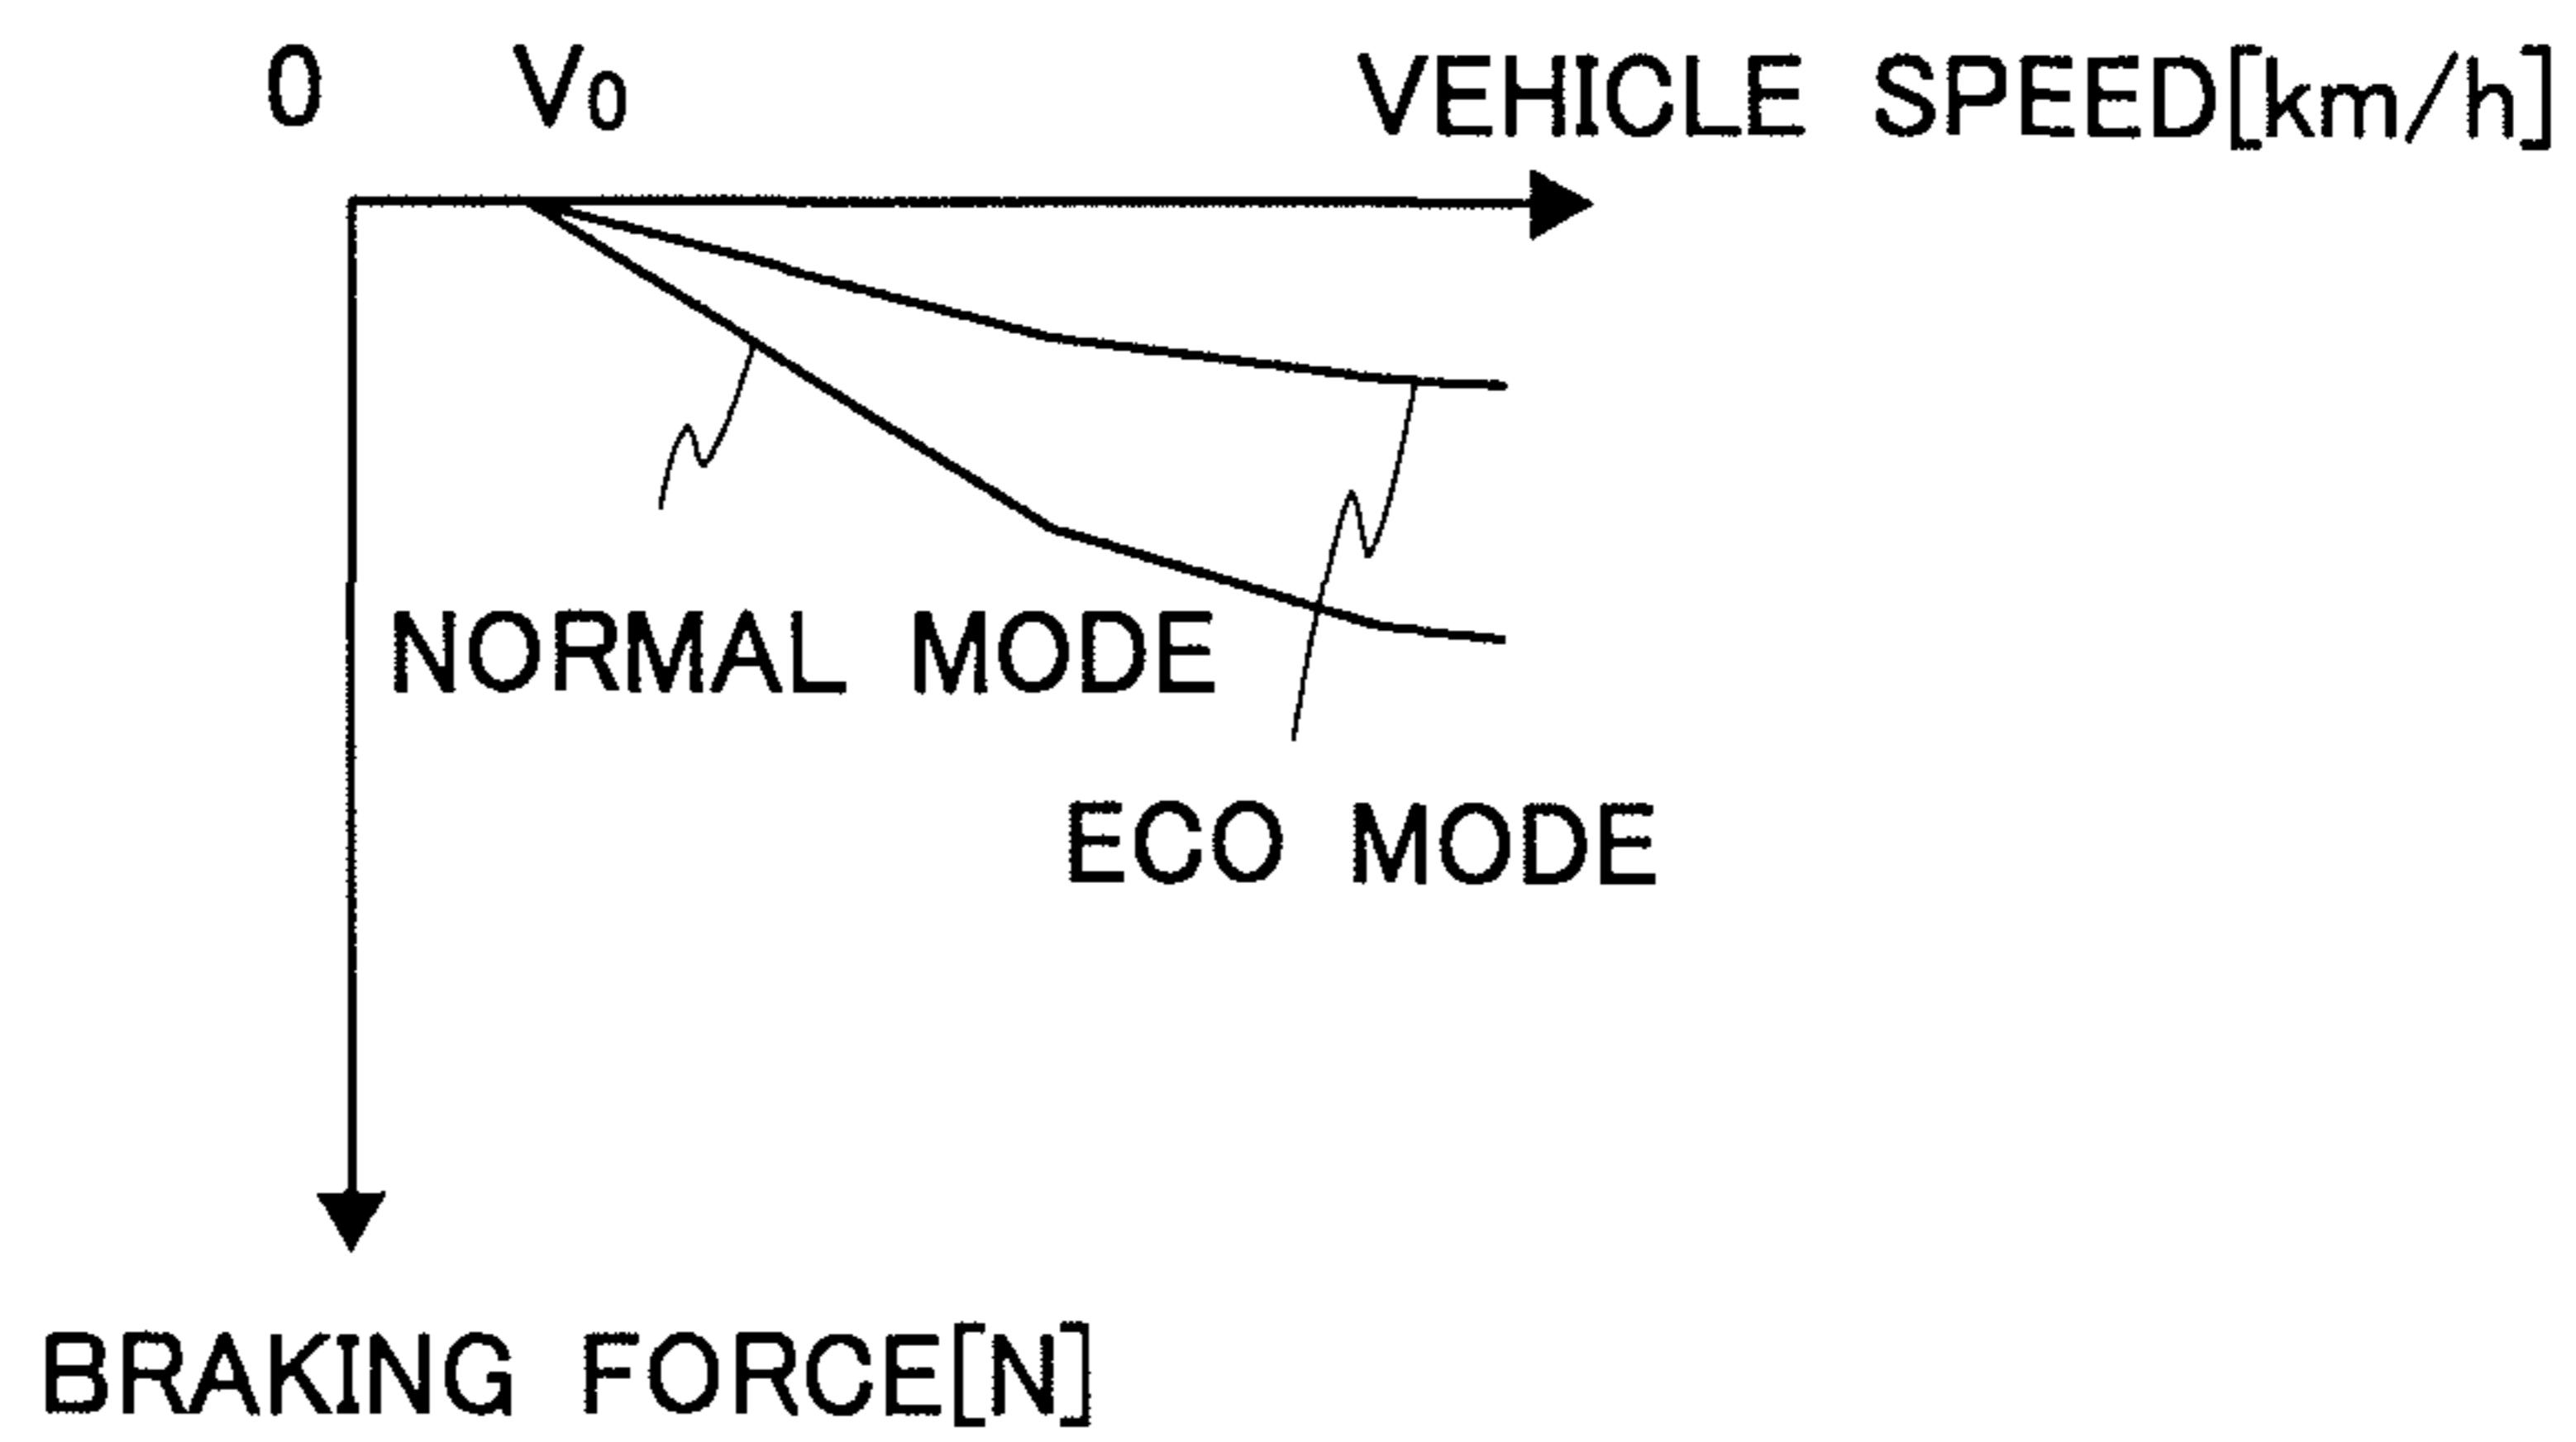 0 V0 VEHICLE SPEED[km/h]
NORMAL MODE
ECO MODE
BRAKING FORCE[N]